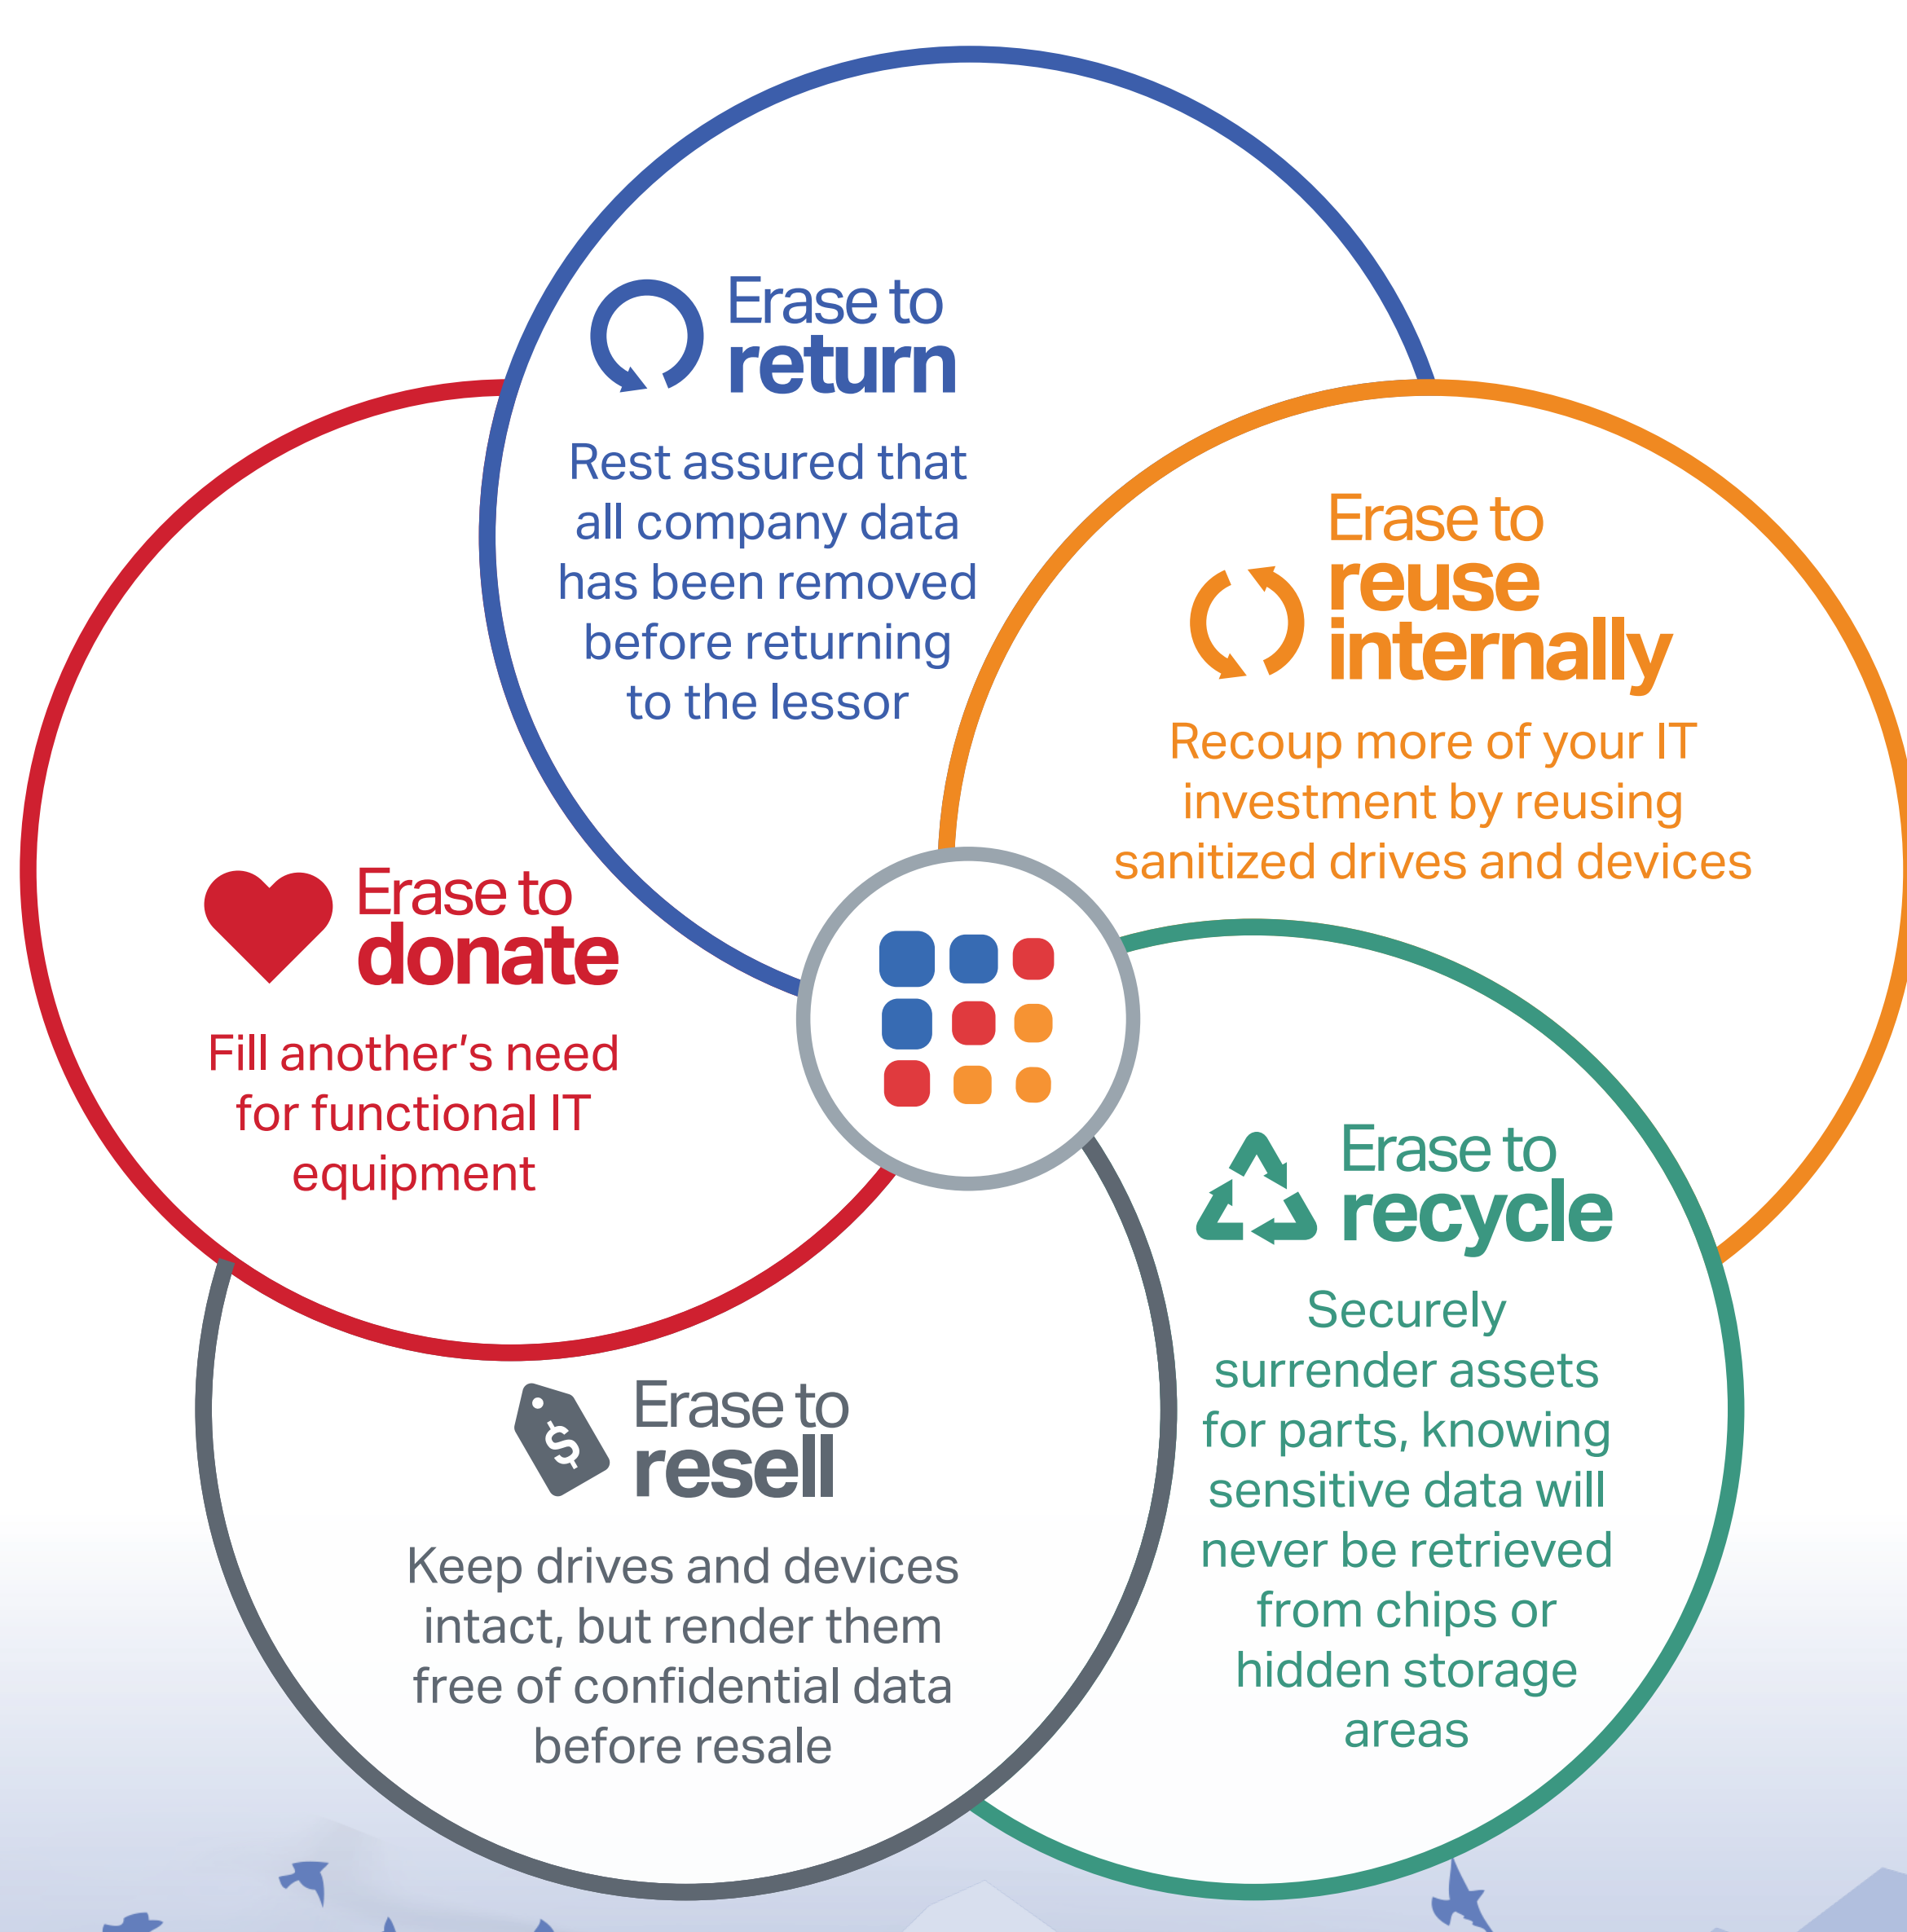 Erase to
return
Rest assured that
all company data
has been removed
before returning
to the lessor
Erase to
reuse
internally
Recoup more of your IT
investment by reusing
sanitized drives and devices
Erase to
donate
Fill another’s need
for functional IT
equipment
Erase to
recycle
Securely
surrender assets
for parts, knowing
sensitive data will
never be retrieved
from chips or
hidden storage
areas
$
Erase to
resell
Keep drives and devices
intact, but render them
free of confidential data
before resale